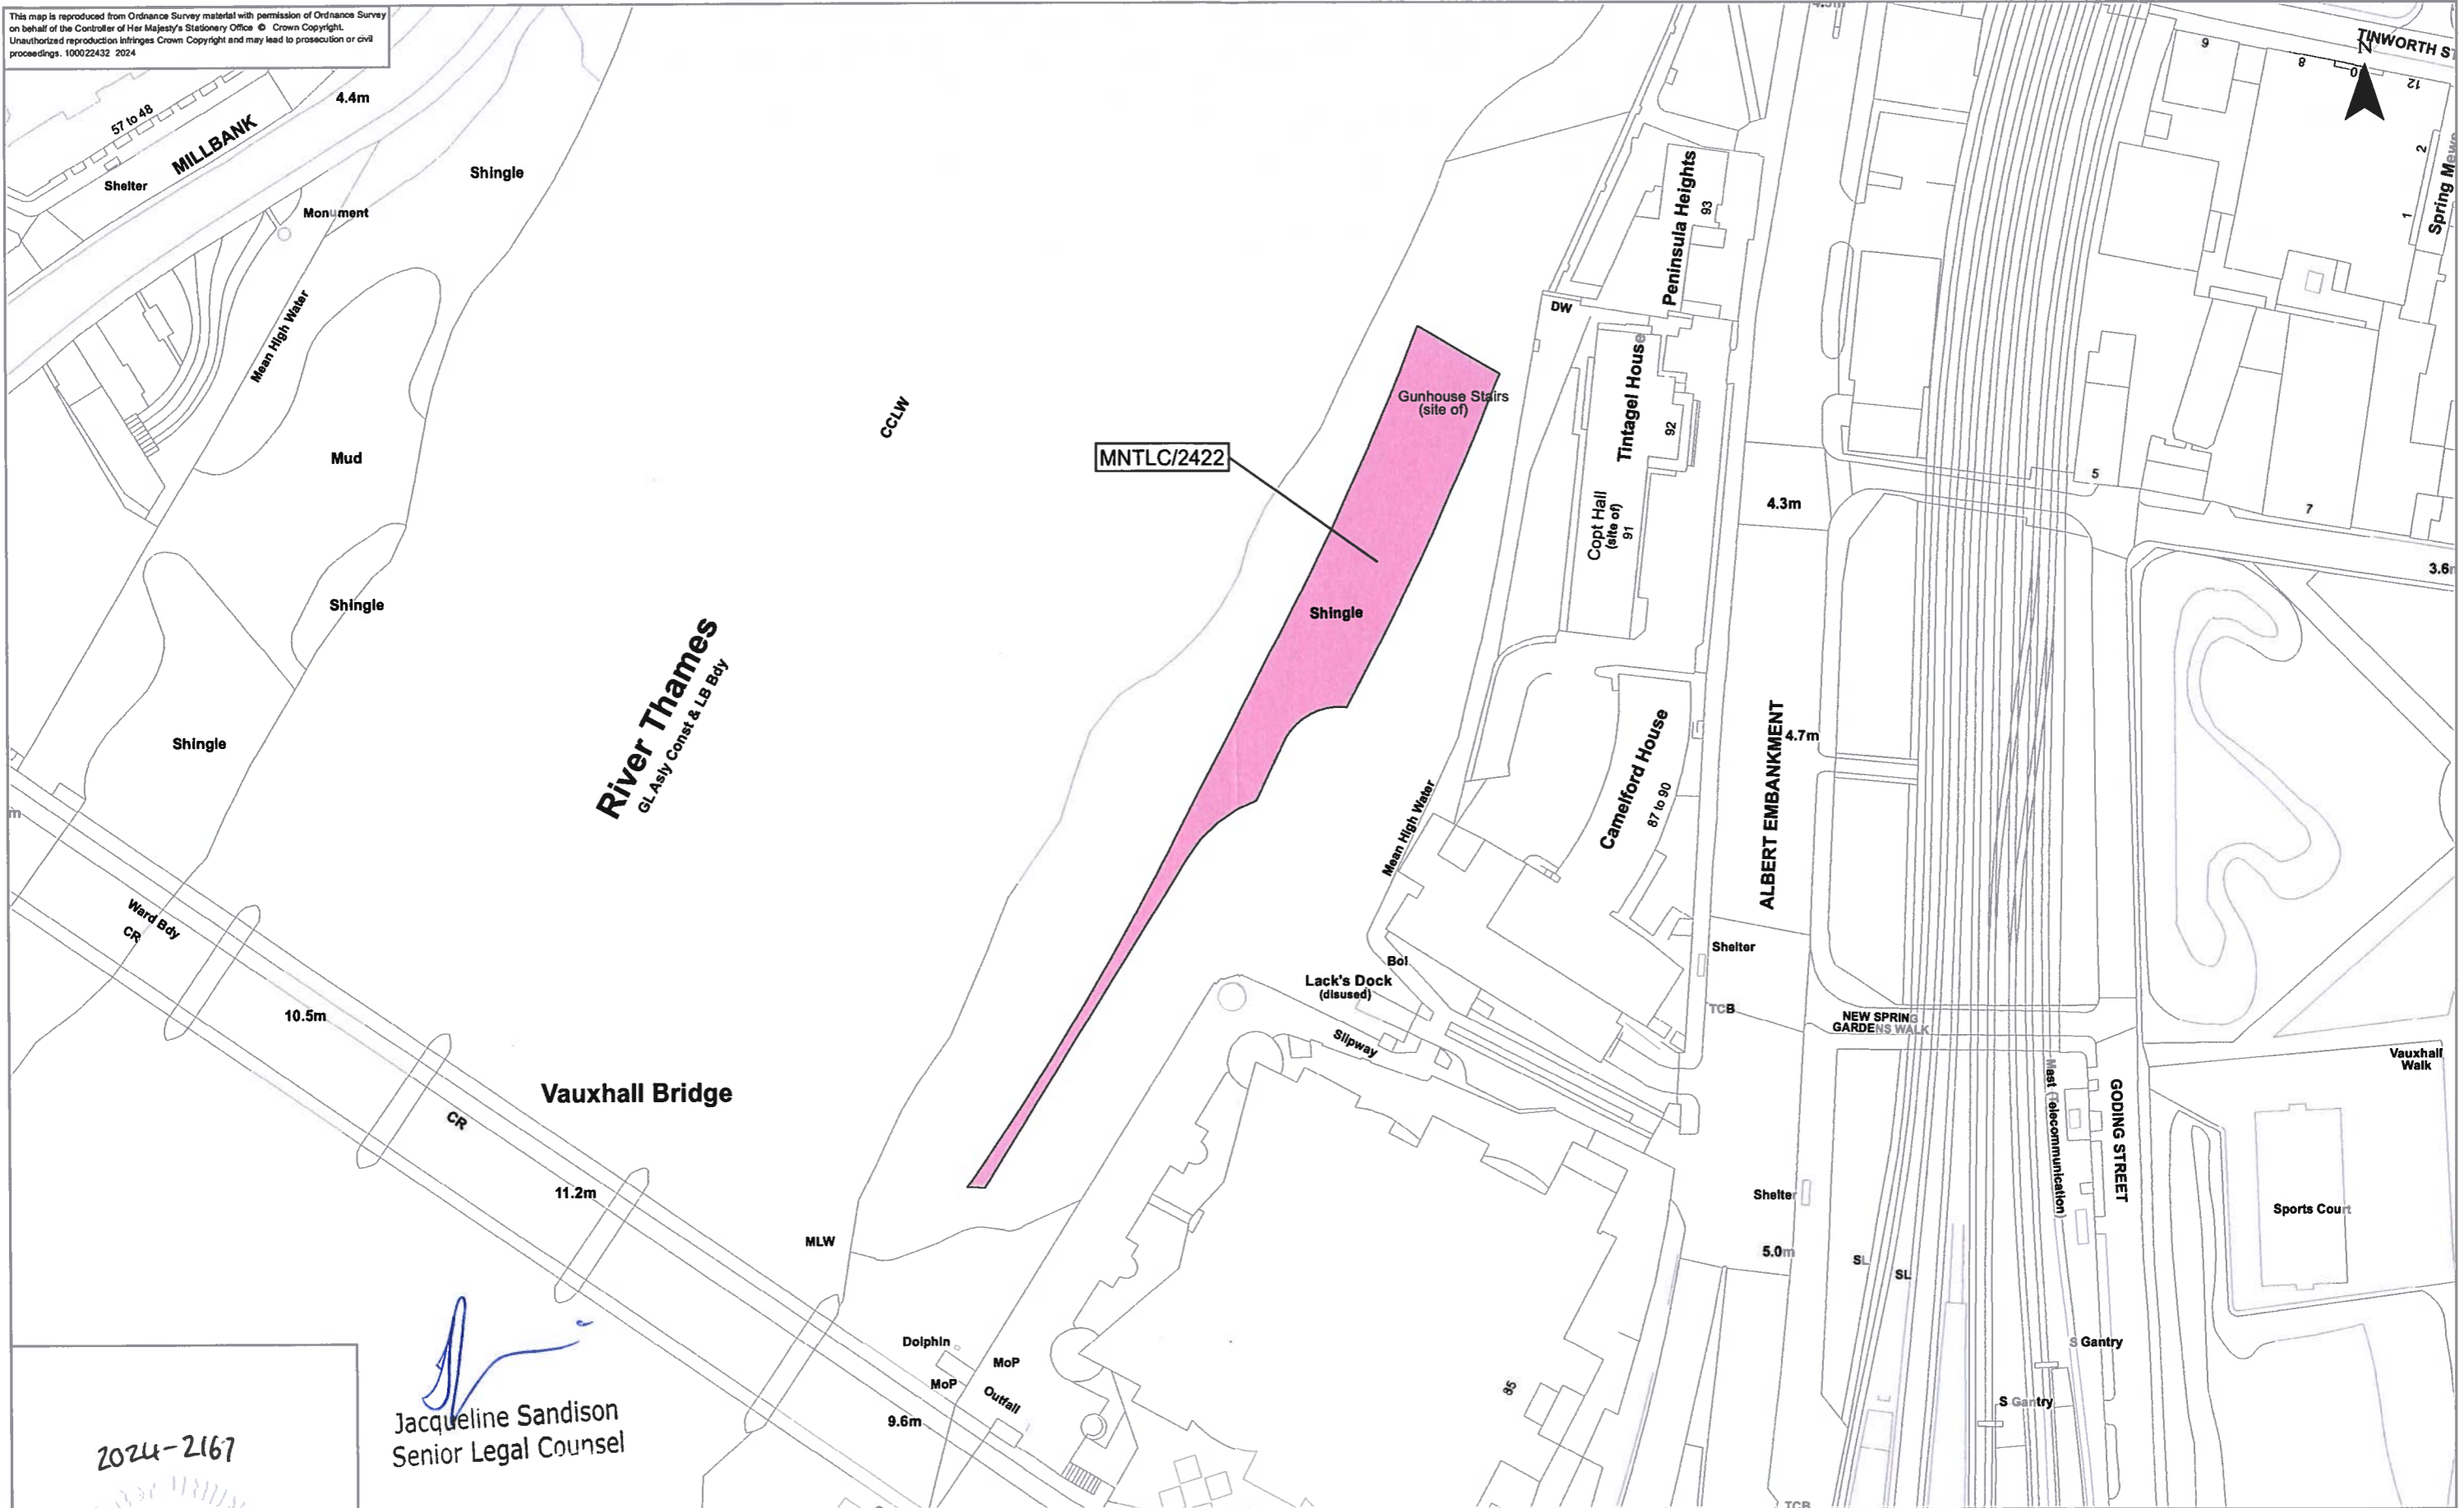 This map is reproduced from Ordnance Survey material with permission of Ordnance Survey
on behalf of the Controller of Her Majesty's Stationery Office © Crown Copyright.
Unauthorized reproduction infringes Crown Copyright and may lead to prosecution or civil
proceedings. 100022432 2024
57 to 48
MILLBANK
4.4m
Shelter
Shingle
Monument
Mean High Water
Mud
Shingle
Shingle
CCLW
River Thames
GL Asly Const & LB Bdy
MNTLC/2422
Gunhouse Stairs
(site of)
Shingle
DW
Peninsula Heights
93
Tintagel House
92
Copt Hall
(site of)
91
Camelford House
87 to 90
Mean High Water
ALBERT EMBANKMENT
4.3m
4.7m
TINWORTH S
N
9
8
0
12
2
1
Spring Mews
5
7
3.6m
m
Ward Bdy
CR
10.5m
CR
11.2m
Vauxhall Bridge
MLW
Dolphin
MoP
MoP
Outfall
9.6m
Bol
Lack's Dock
(disused)
Slipway
Shelter
TCB
NEW SPRING
GARDENS WALK
Mast (Telecommunication)
GODING STREET
Vauxhall
Walk
Sports Court
Shelter
5.0m
SL
SL
S Gantry
S Gantry
85
TCB
Jacqueline Sandison
Senior Legal Counsel
2024-2167